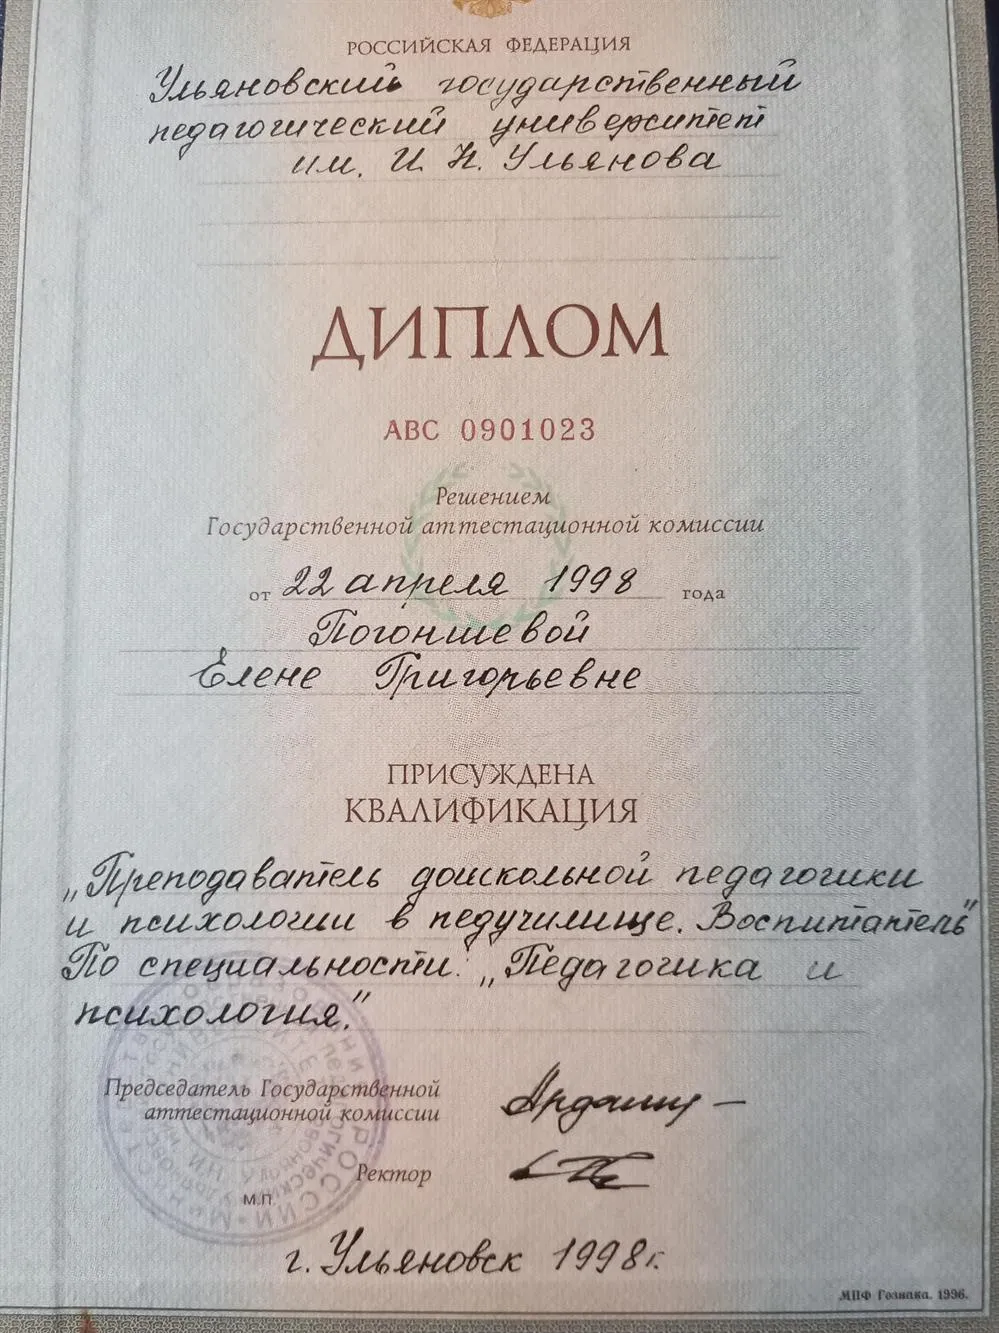 РОССИЙСКАЯ ФЕДЕРАЦИЯ
Ульяновский государственный
педагогический университет
им. И. Н. Ульянова
ДИПЛОМ
АВС 0901023
Решением
Государственной аттестационной комиссии
от 22 апреля 1998 года
Погоншевой
Елене Григорьевне
ПРИСУЖДЕНА
КВАЛИФИКАЦИЯ
„Преподаватель дошкольной педагогики
и психологии в педучилище. Воспитатель"
По специальности: „Педагогика и
психология."
Председатель Государственной
аттестационной комиссии
Ректор
М.П.
г. Ульяновск 1998 г.
МПФ Гознака. 1996.